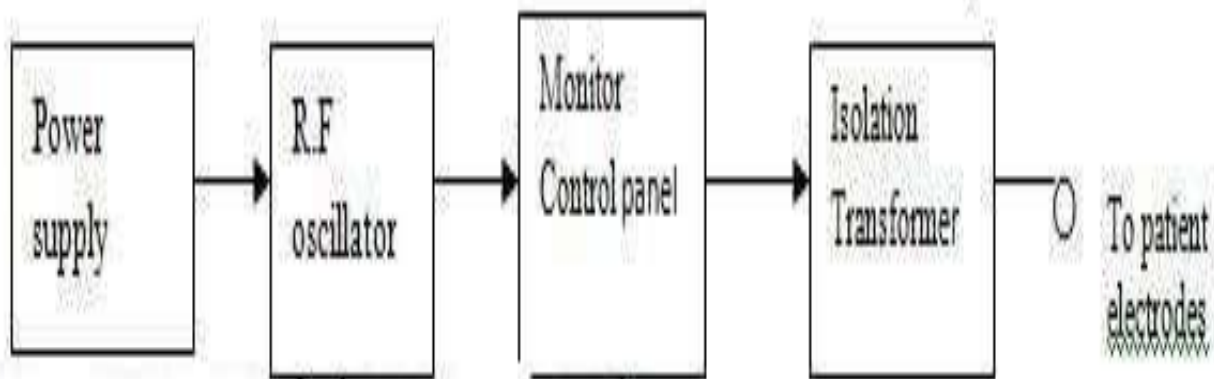 Power
supply
R.F
oscillator
Monitor
Control panel
Isolation
Transformer
To patient
electrodes